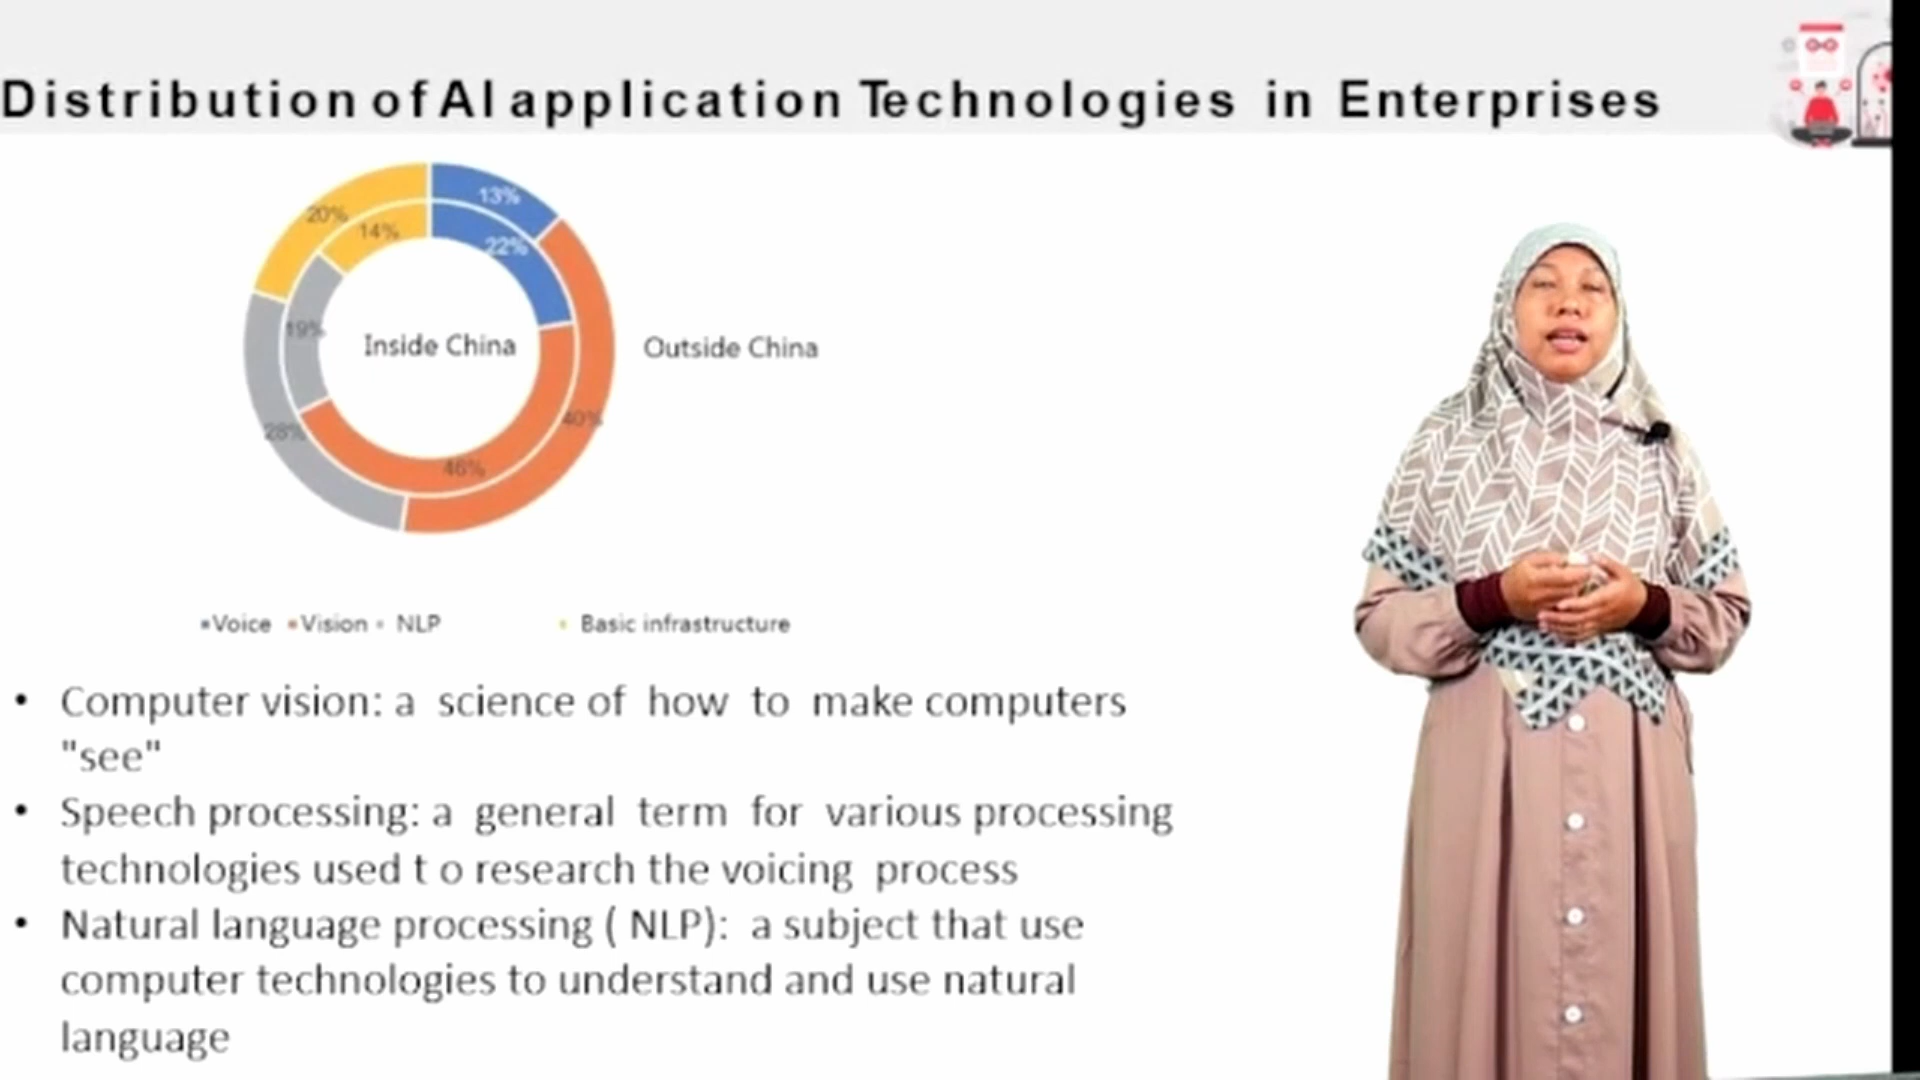 Distribution of AI application Technologies in Enterprises
13%
20%
14%
22%
19%
Inside China
Outside China
40%
28%
46%
Voice Vision NLP Basic infrastructure
• Computer vision: a science of how to make computers
"see"
• Speech processing: a general term for various processing
technologies used t o research the voicing process
• Natural language processing ( NLP): a subject that use
computer technologies to understand and use natural
language